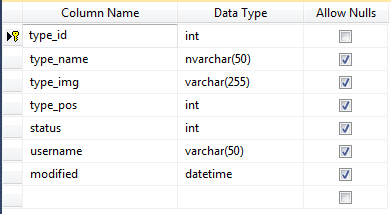 Column Name Data Type Allow Nulls
type_id int
type_name nvarchar(50)
type_img varchar(255)
type_pos int
status int
username varchar(50)
modified datetime